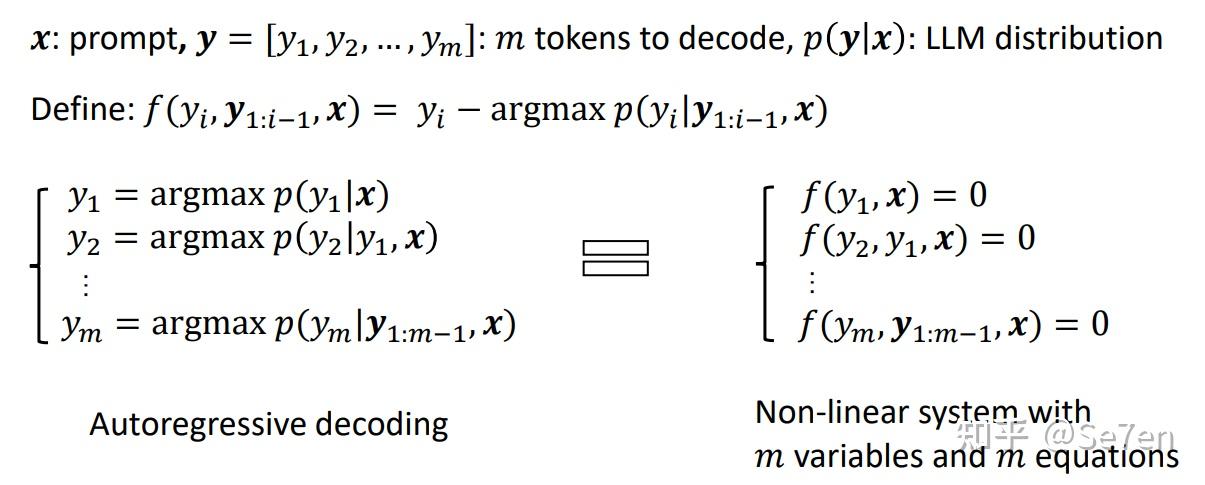 x: prompt, y = [y₁, y₂, ..., yₘ]: m tokens to decode, p(y|x): LLM distribution
Define: f(yᵢ, y₁:ᵢ₋₁, x) = yᵢ − argmax p(yᵢ|y₁:ᵢ₋₁, x)
y₁ = argmax p(y₁|x)
y₂ = argmax p(y₂|y₁, x)
⋮
yₘ = argmax p(yₘ|y₁:ₘ₋₁, x)
Autoregressive decoding
=
f(y₁, x) = 0
f(y₂, y₁, x) = 0
⋮
f(yₘ, y₁:ₘ₋₁, x) = 0
Non-linear system with
m variables and m equations
知乎 @Se7en